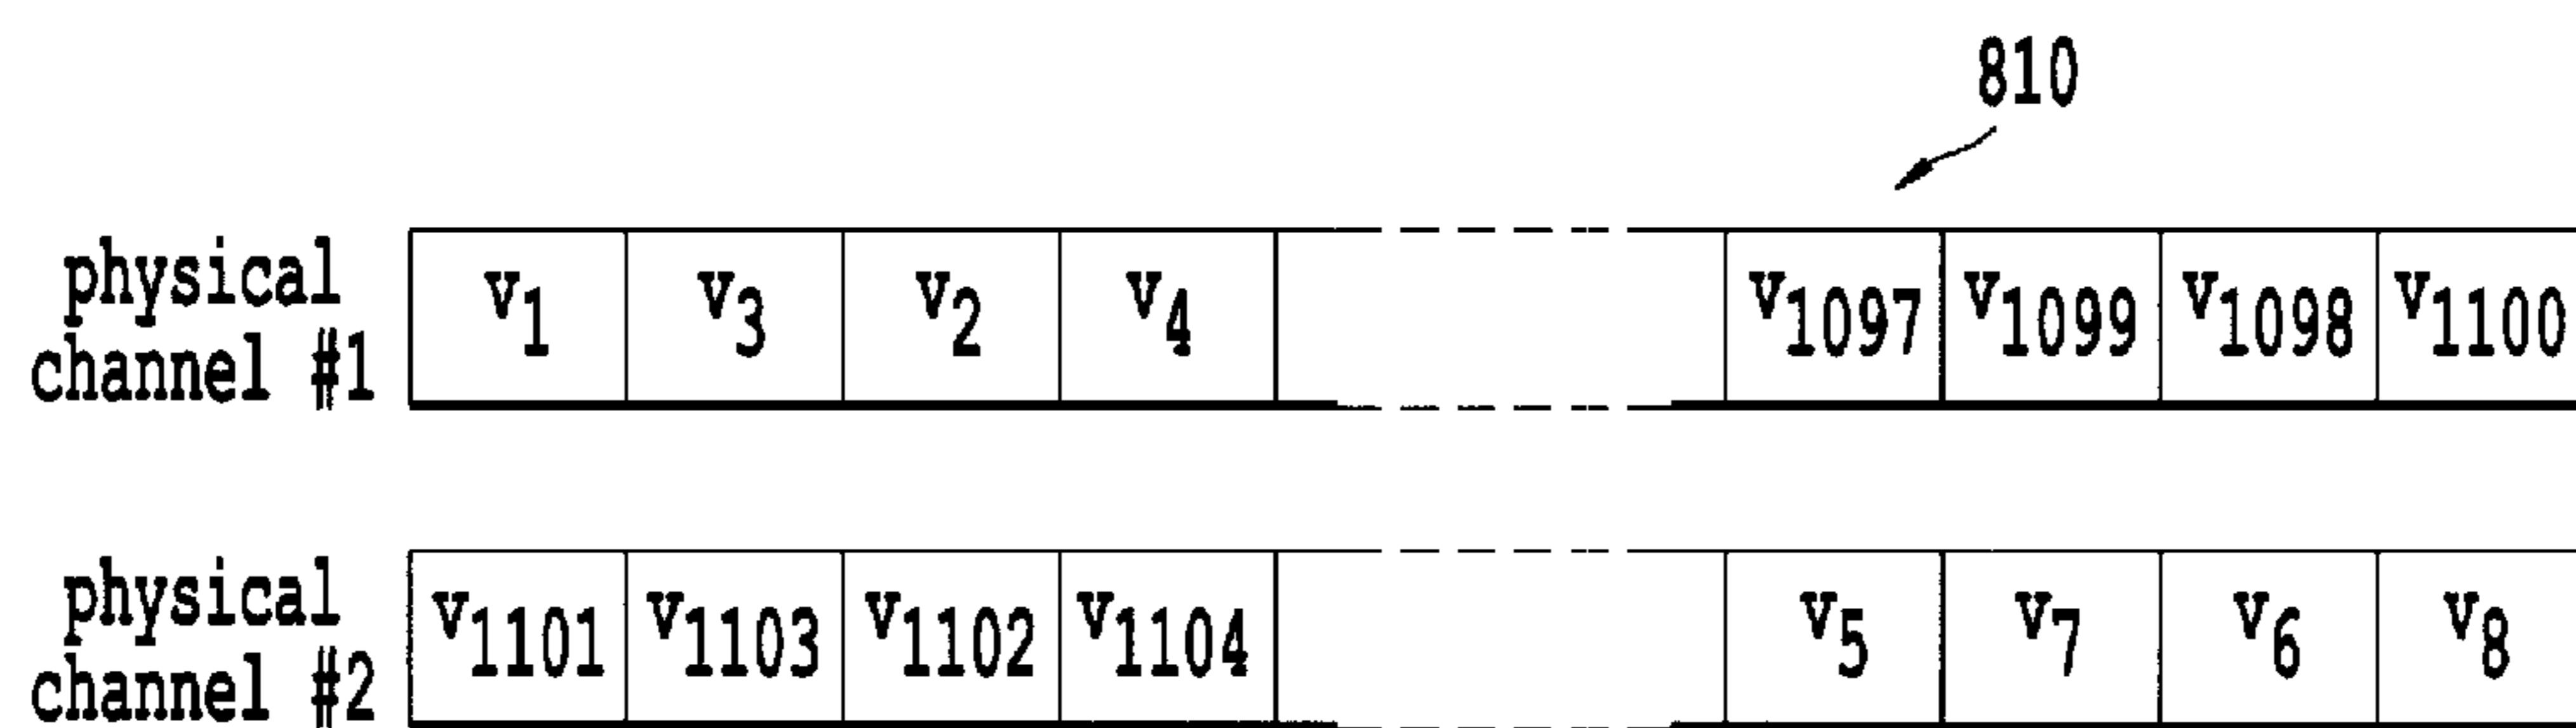 810
physical channel #1 v1 v3 v2 v4 v1097 v1099 v1098 v1100
physical channel #2 v1101 v1103 v1102 v1104 v5 v7 v6 v8